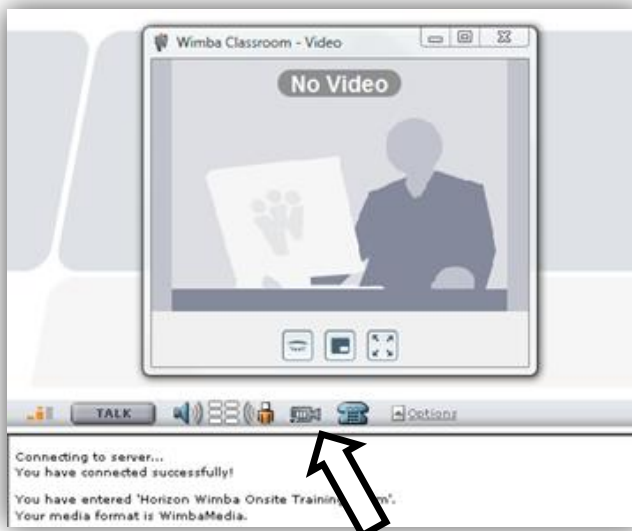 Wimba Classroom - Video
No Video
TALK
Options
Connecting to server...
You have connected successfully!
You have entered 'Horizon Wimba Onsite Training
Your media format is WimbaMedia.